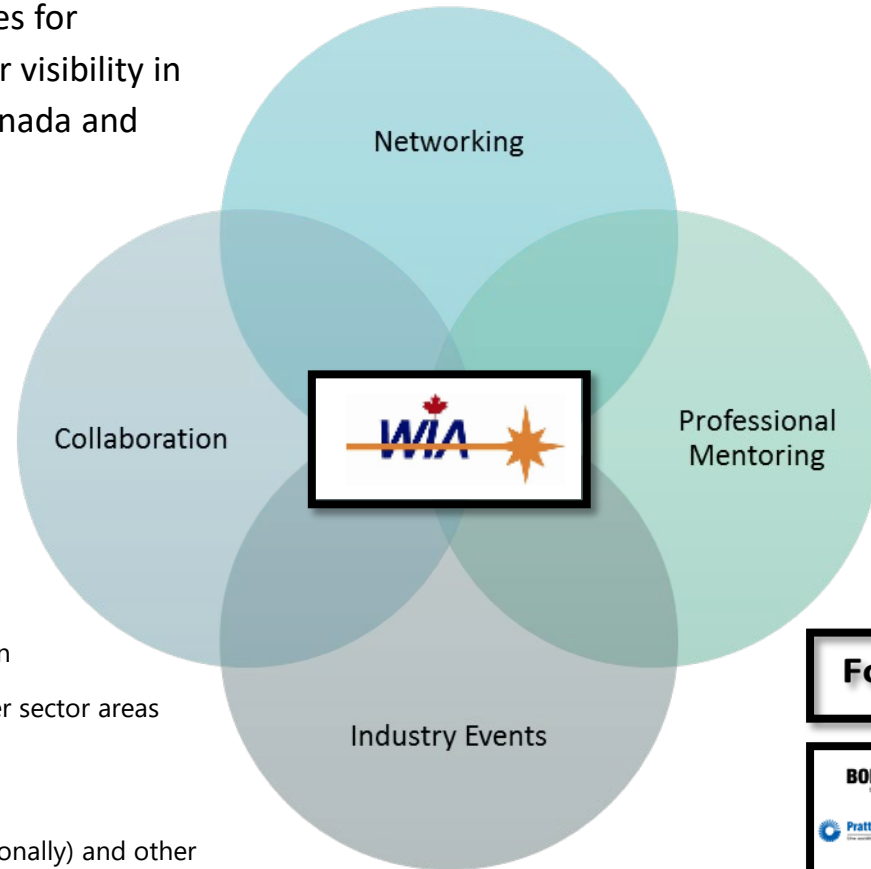 es for
r visibility in
nada and
Networking
Collaboration
WIA
Professional
Mentoring
n
er sector areas
Industry Events
onally) and other
Fo
BO
Pratt